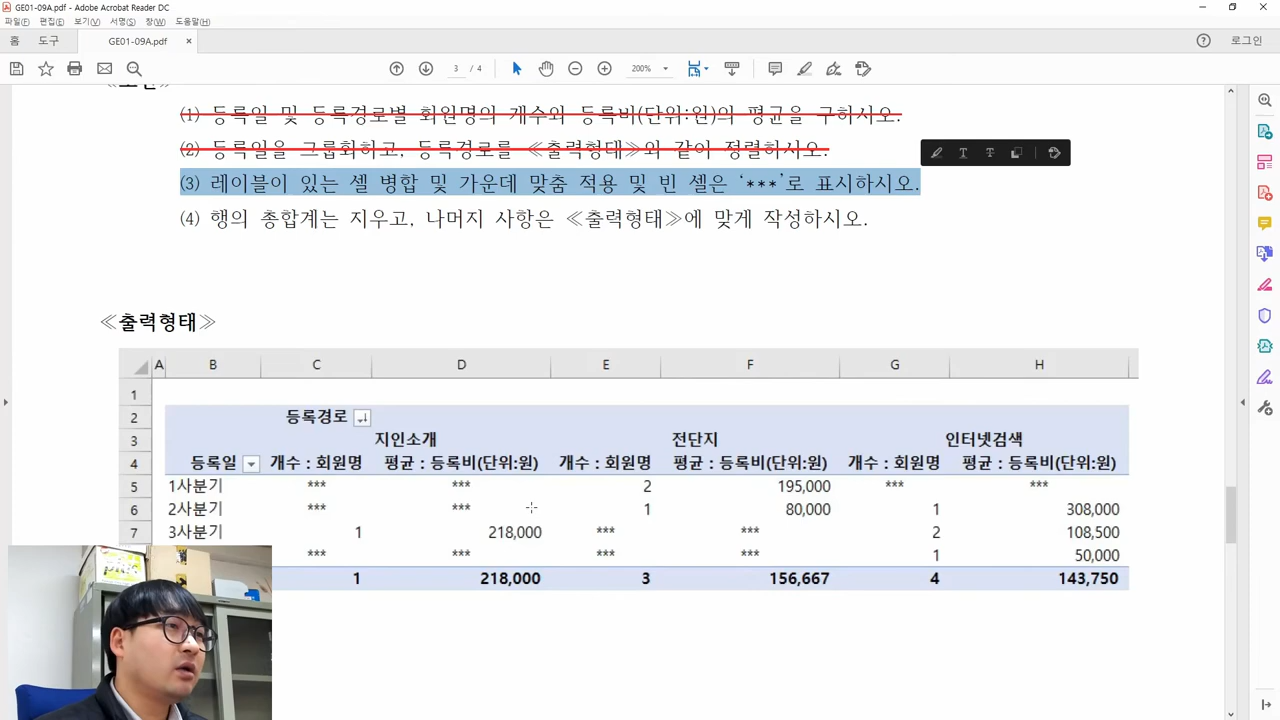 GE01-09A.pdf - Adobe Acrobat Reader DC
파일(F) 편집(E) 보기(V) 서명(S) 창(W) 도움말(H)
홈 도구 GE01-09A.pdf × 로그인
3 / 4 200%
(1) 등록일 및 등록경로별 회원명의 개수와 등록비(단위:원)의 평균을 구하시오.
(2) 등록일을 그룹화하고, 등록경로를 ≪출력형태≫와 같이 정렬하시오.
(3) 레이블이 있는 셀 병합 및 가운데 맞춤 적용 및 빈 셀은 ‘***’로 표시하시오.
(4) 행의 총합계는 지우고, 나머지 사항은 ≪출력형태≫에 맞게 작성하시오.
≪출력형태≫
A B C D E F G H
1
2 등록경로
3 지인소개 전단지 인터넷검색
4 등록일 개수 : 회원명 평균 : 등록비(단위:원) 개수 : 회원명 평균 : 등록비(단위:원) 개수 : 회원명 평균 : 등록비(단위:원)
5 1사분기 *** *** 2 195,000 *** ***
6 2사분기 *** *** 1 80,000 1 308,000
7 3사분기 1 218,000 *** *** 2 108,500
*** *** *** *** 1 50,000
1 218,000 3 156,667 4 143,750